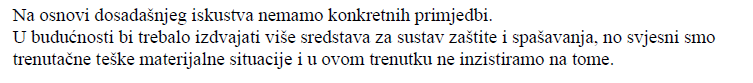 Na osnovi dosadašnjeg iskustva nemamo konkretnih primjedbi.
U budućnosti bi trebalo izdvajati više sredstava za sustav zaštite i spašavanja, no svjesni smo
trenutačne teške materijalne situacije i u ovom trenutku ne inzistiramo na tome.